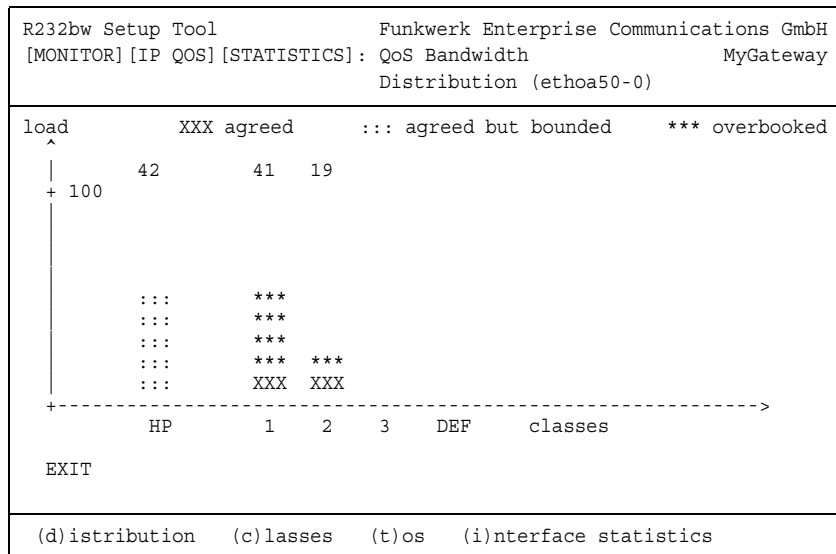 R232bw Setup Tool Funkwerk Enterprise Communications GmbH
[MONITOR][IP QOS][STATISTICS]: QoS Bandwidth MyGateway
Distribution (ethoa50-0)
load XXX agreed ::: agreed but bounded *** overbooked
^
| 42 41 19
+ 100
|
|
|
|
| ::: ***
| ::: ***
| ::: ***
| ::: *** ***
| ::: XXX XXX
+------------------------------------------------------------->
HP 1 2 3 DEF classes
EXIT
(d)istribution (c)lasses (t)os (i)nterface statistics